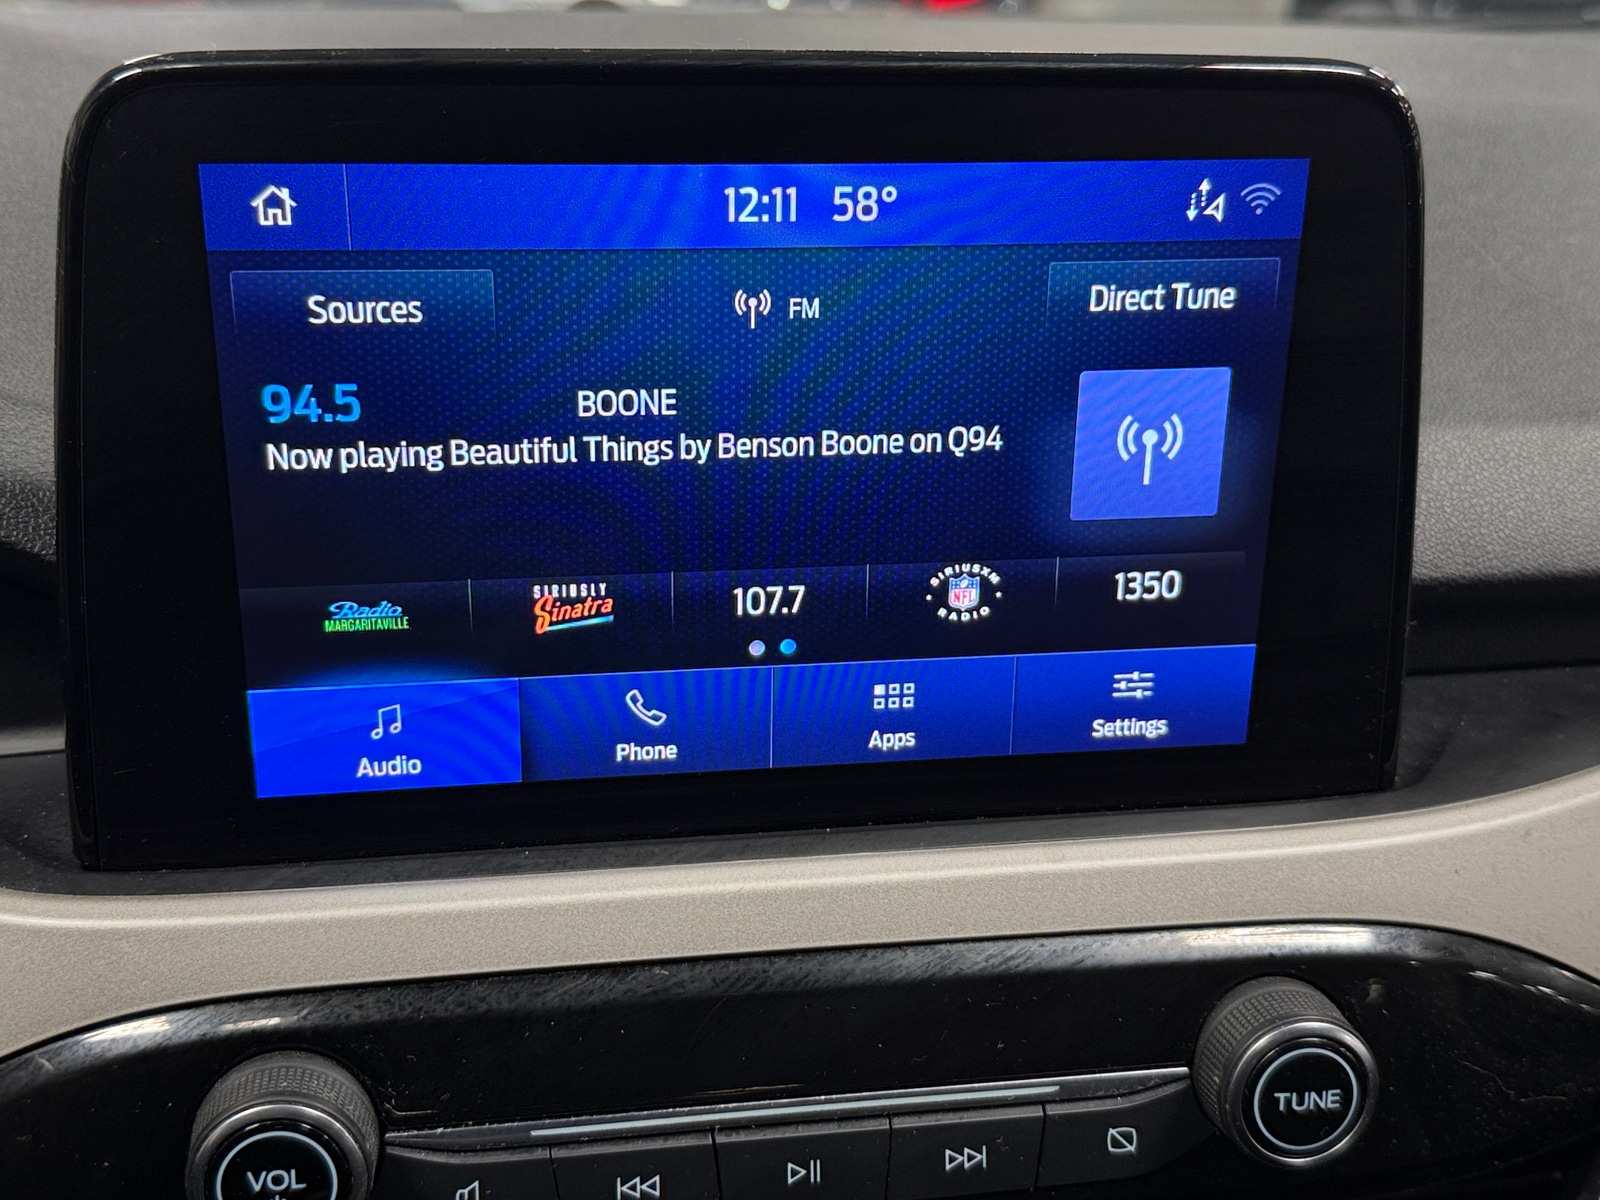 12:11 58°
Sources
FM
Direct Tune
94.5
BOONE
Now playing Beautiful Things by Benson Boone on Q94
Radio
MARGARITAVILLE
SIRIUSLY
Sinatra
107.7
SIRIUSXM
NFL
RADIO
1350
Audio
Phone
Apps
Settings
VOL
TUNE